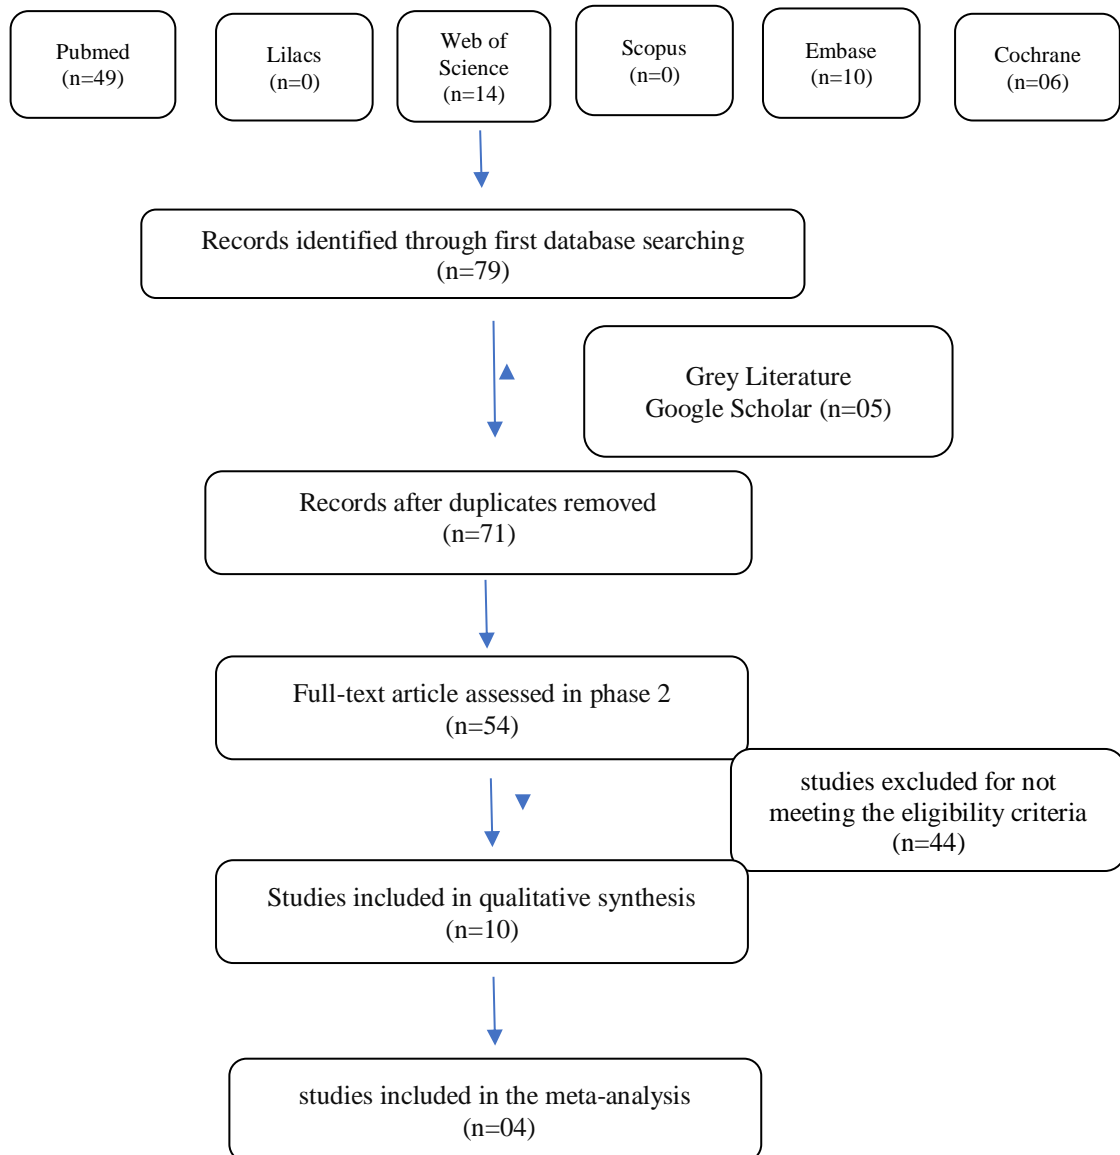 Pubmed
(n=49)
Lilacs
(n=0)
Web of
Science
(n=14)
Scopus
(n=0)
Embase
(n=10)
Cochrane
(n=06)
Records identified through first database searching
(n=79)
Grey Literature
Google Scholar (n=05)
Records after duplicates removed
(n=71)
Full-text article assessed in phase 2
(n=54)
studies excluded for not
meeting the eligibility criteria
(n=44)
Studies included in qualitative synthesis
(n=10)
studies included in the meta-analysis
(n=04)